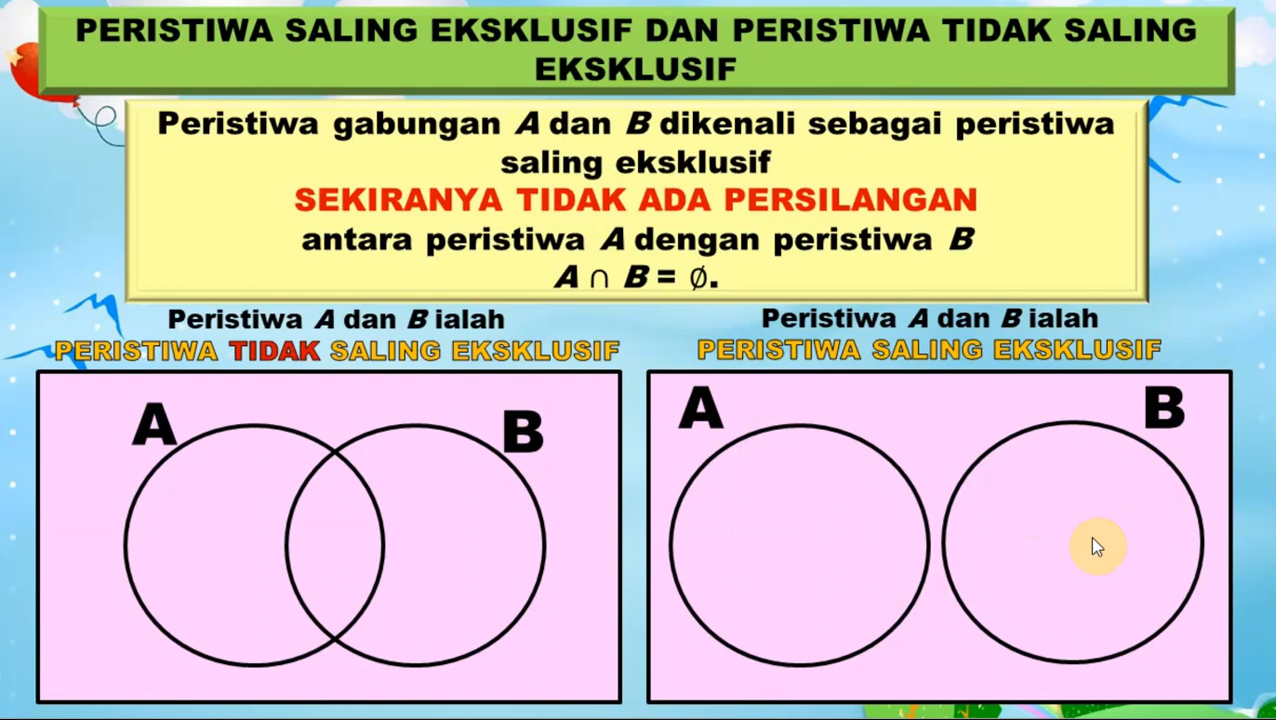 PERISTIWA SALING EKSKLUSIF DAN PERISTIWA TIDAK SALING
EKSKLUSIF
Peristiwa gabungan A dan B dikenali sebagai peristiwa
saling eksklusif
SEKIRANYA TIDAK ADA PERSILANGAN
antara peristiwa A dengan peristiwa B
A ∩ B = ∅.
Peristiwa A dan B ialah
PERISTIWA TIDAK SALING EKSKLUSIF
A
B
Peristiwa A dan B ialah
PERISTIWA SALING EKSKLUSIF
A
B